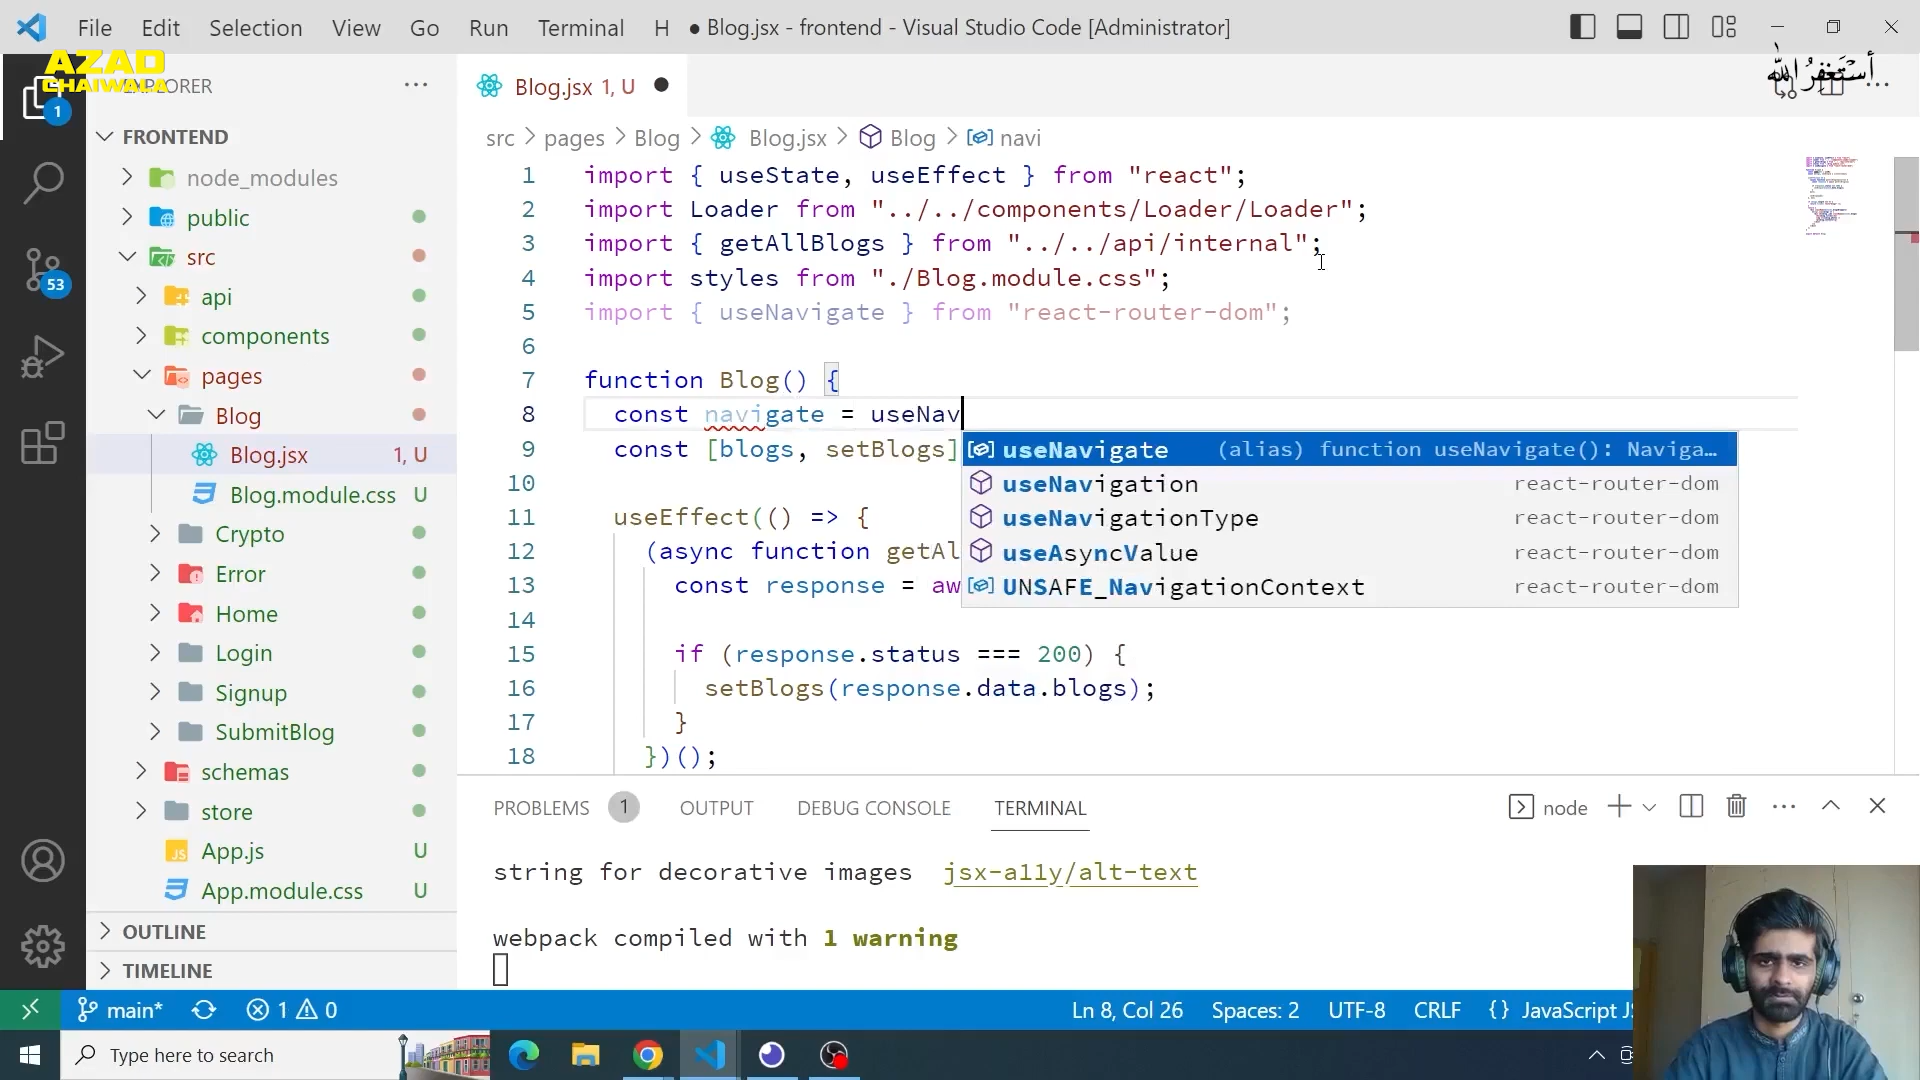 File Edit Selection View Go Run Terminal H ● Blog.jsx - frontend - Visual Studio Code [Administrator]
AZAD
CHAIWALA
أستغفر الله
EXPLORER ...
Blog.jsx 1, U ●
FRONTEND
src > pages > Blog > Blog.jsx > Blog > navi
node_modules
public
src
api
components
pages
Blog
Blog.jsx 1, U
Blog.module.css U
Crypto
Error
Home
Login
Signup
SubmitBlog
schemas
store
App.js U
App.module.css U
OUTLINE
TIMELINE
1
53
1 import { useState, useEffect } from "react";
2 import Loader from "../../components/Loader/Loader";
3 import { getAllBlogs } from "../../api/internal";
4 import styles from "./Blog.module.css";
5 import { useNavigate } from "react-router-dom";
6
7 function Blog() {
8 const navigate = useNav
9 const [blogs, setBlogs]
10
11 useEffect(() => {
12 (async function getAl
13 const response = aw
14
15 if (response.status === 200) {
16 setBlogs(response.data.blogs);
17 }
18 })();
useNavigate (alias) function useNavigate(): Naviga...
useNavigation react-router-dom
useNavigationType react-router-dom
useAsyncValue react-router-dom
UNSAFE_NavigationContext react-router-dom
PROBLEMS 1 OUTPUT DEBUG CONSOLE TERMINAL node
string for decorative images jsx-a11y/alt-text
webpack compiled with 1 warning
main* 1 0 Ln 8, Col 26 Spaces: 2 UTF-8 CRLF {} JavaScript JS
Type here to search